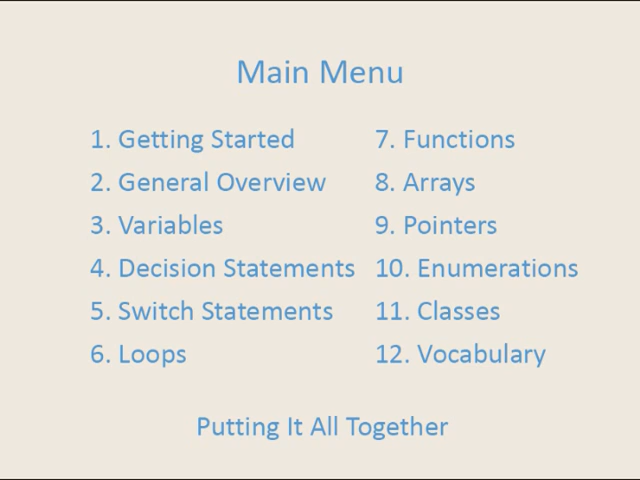 Main Menu
1. Getting Started
2. General Overview
3. Variables
4. Decision Statements
5. Switch Statements
6. Loops
7. Functions
8. Arrays
9. Pointers
10. Enumerations
11. Classes
12. Vocabulary
Putting It All Together